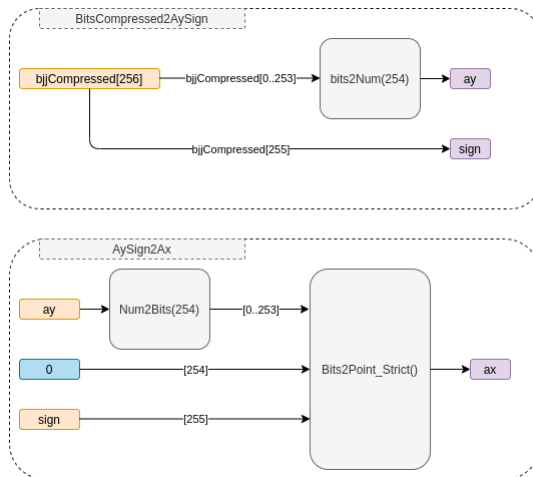 BitsCompressed2AySign
bjjCompressed[256]
bjjCompressed[0..253]
bits2Num(254)
ay
bjjCompressed[255]
sign
AySign2Ax
ay
Num2Bits(254)
[0..253]
0
[254]
Bits2Point_Strict()
ax
sign
[255]